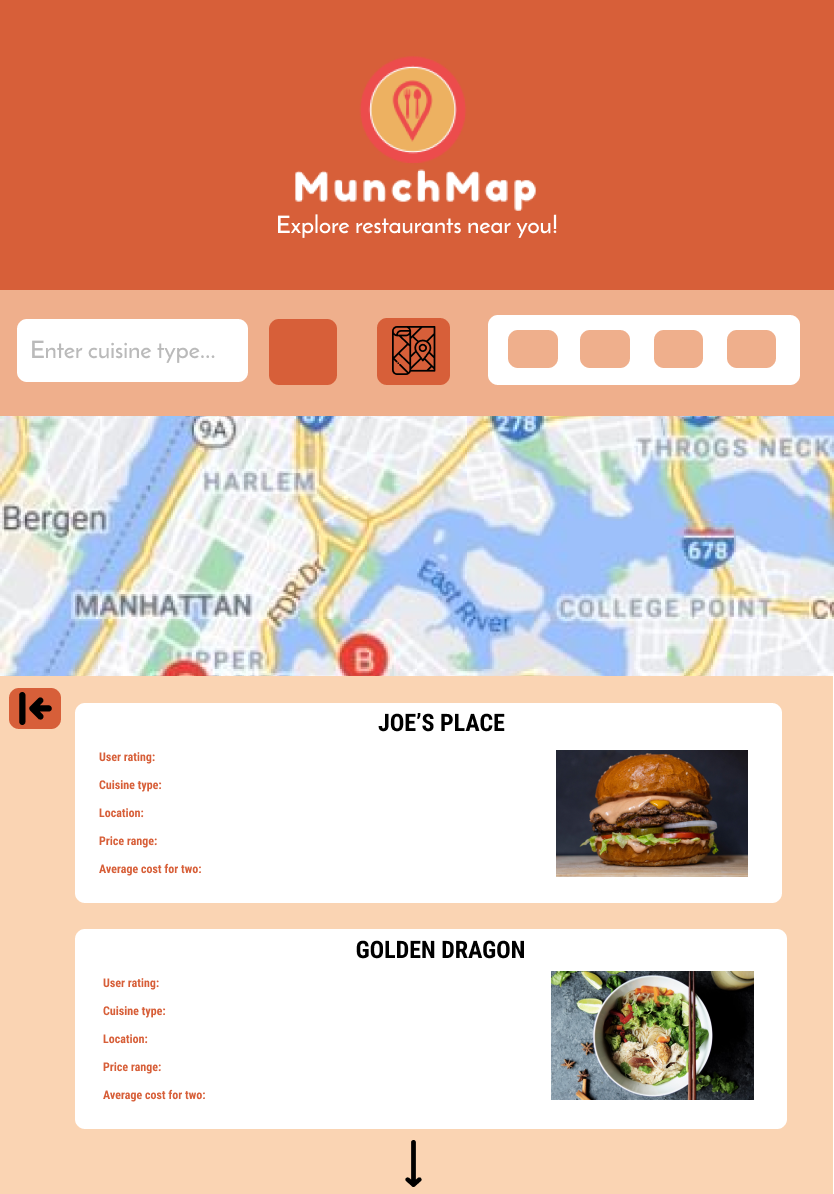 MunchMap
Explore restaurants near you!
Enter cuisine type...
9A
278
THROGS NECK
HARLEM
Bergen
678
FDR Dr
East River
MANHATTAN
COLLEGE POINT
UPPER
B
JOE’S PLACE
User rating:
Cuisine type:
Location:
Price range:
Average cost for two:
GOLDEN DRAGON
User rating:
Cuisine type:
Location:
Price range:
Average cost for two: